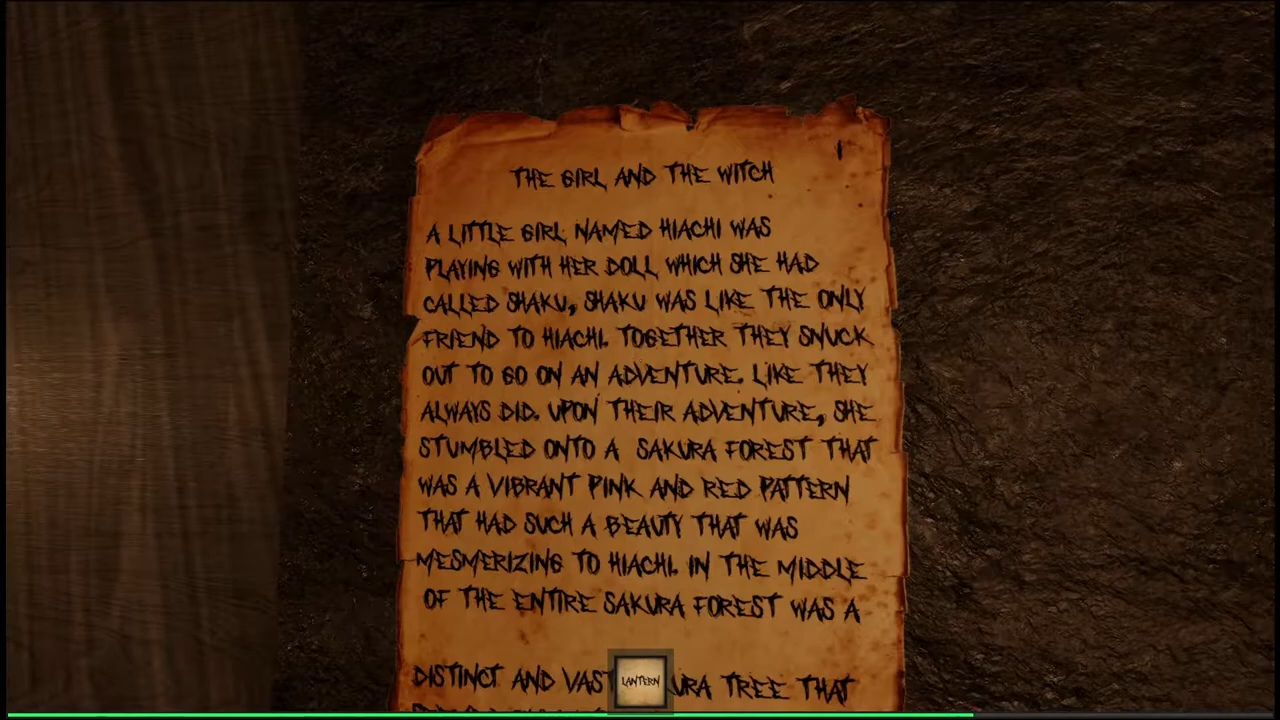 I
THE GIRL AND THE WITCH
A LITTLE GIRL NAMED HIACHI WAS
PLAYING WITH HER DOLL WHICH SHE HAD
CALLED SHAKU, SHAKU WAS LIKE THE ONLY
FRIEND TO HIACHI. TOGETHER THEY SNUCK
OUT TO GO ON AN ADVENTURE. LIKE THEY
ALWAYS DID. UPON THEIR ADVENTURE, SHE
STUMBLED ONTO A SAKURA FOREST THAT
WAS A VIBRANT PINK AND RED PATTERN
THAT HAD SUCH A BEAUTY THAT WAS
MESMERIZING TO HIACHI. IN THE MIDDLE
OF THE ENTIRE SAKURA FOREST WAS A
DISTINCT AND VAST URA TREE THAT
LANTERN